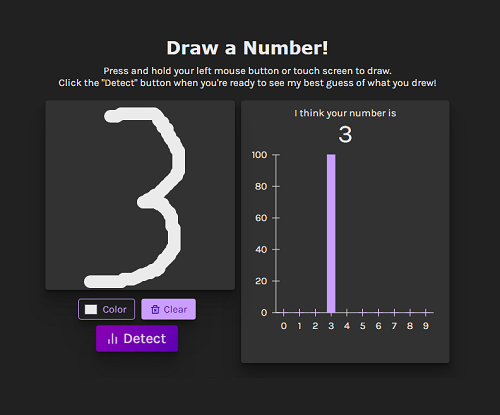 Draw a Number!
Press and hold your left mouse button or touch screen to draw.
Click the "Detect" button when you're ready to see my best guess of what you drew!
3
I think your number is
3
100
80
60
40
20
0
0 1 2 3 4 5 6 7 8 9
Color
Clear
Detect